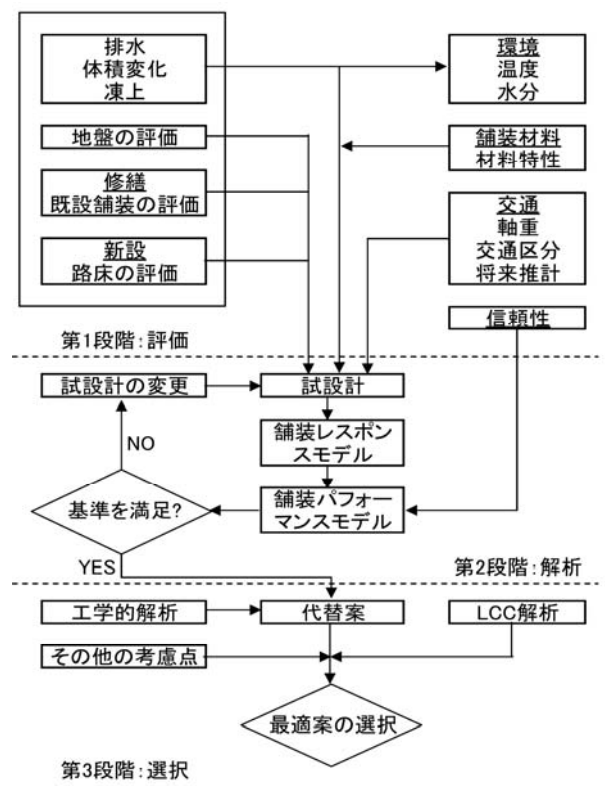 排水
体積変化
凍上
環境
温度
水分
地盤の評価
舗装材料
材料特性
修繕
既設舗装の評価
交通
軸重
交通区分
将来推計
新設
路床の評価
信頼性
第1段階:評価
試設計の変更
試設計
舗装レスポン
スモデル
NO
舗装パフォー
マンスモデル
基準を満足?
YES
第2段階:解析
工学的解析
代替案
LCC解析
その他の考慮点
最適案の選択
第3段階:選択